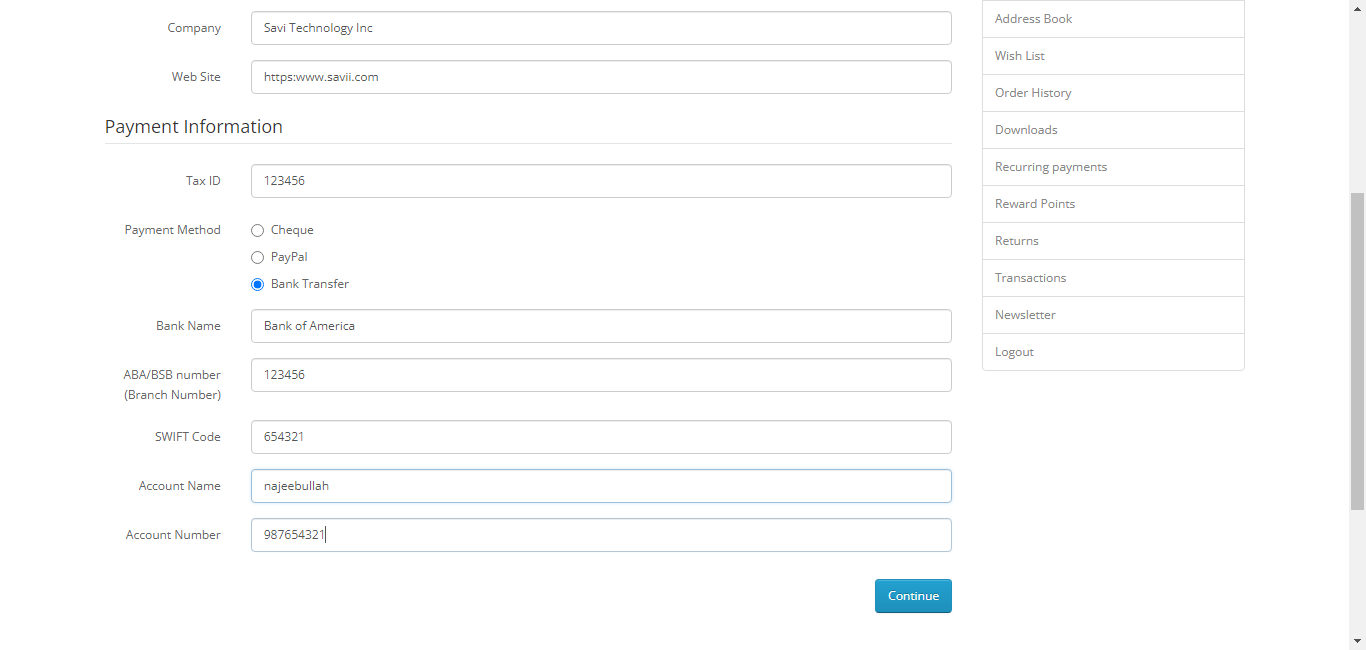 Company Savi Technology Inc
Web Site https:www.savii.com
Payment Information
Tax ID 123456
Payment Method Cheque
PayPal
Bank Transfer
Bank Name Bank of America
ABA/BSB number 123456
(Branch Number)
SWIFT Code 654321
Account Name najeebullah
Account Number 987654321
Continue
Address Book
Wish List
Order History
Downloads
Recurring payments
Reward Points
Returns
Transactions
Newsletter
Logout